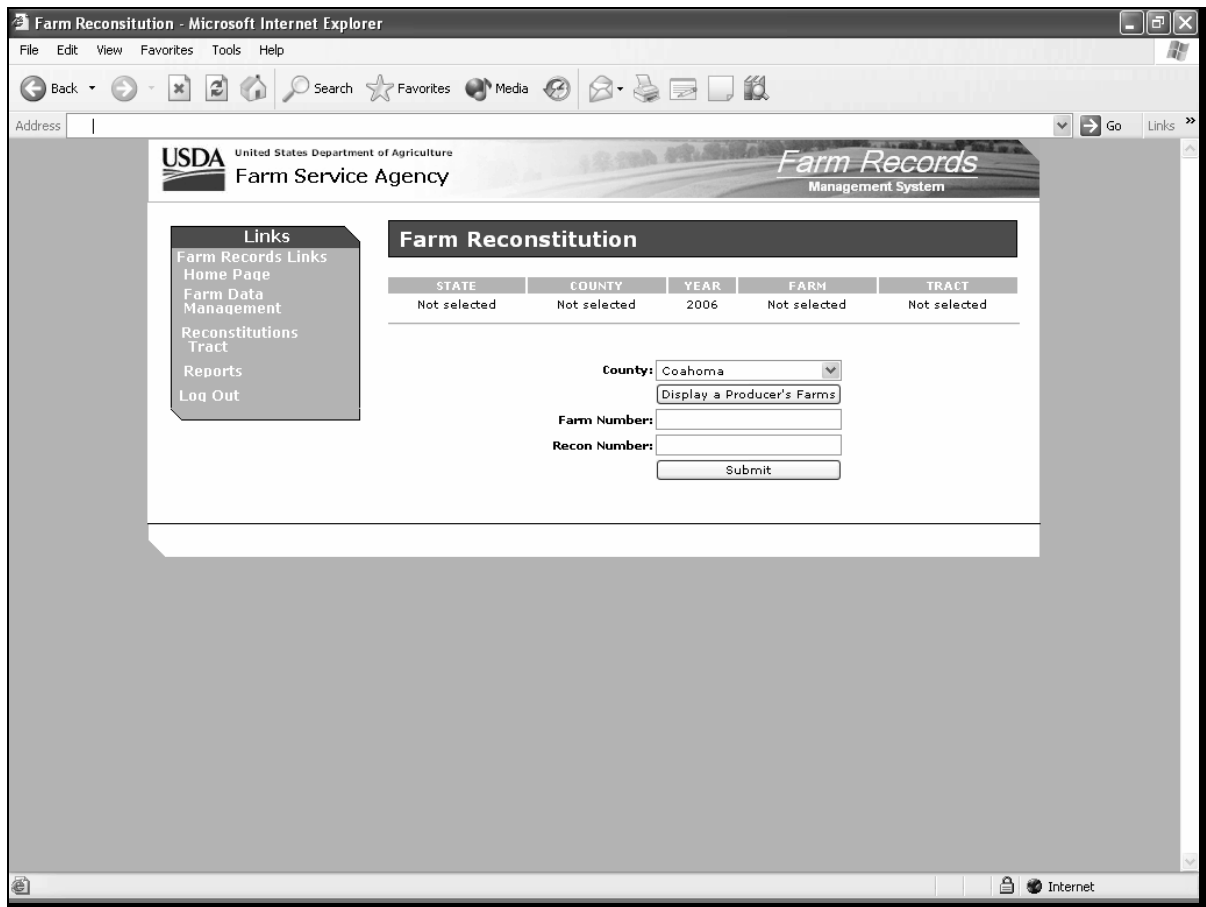 Farm Reconsitution - Microsoft Internet Explorer
File Edit View Favorites Tools Help
Back Search Favorites Media
Address Go Links »
USDA United States Department of Agriculture
Farm Service Agency
Farm Records
Management System
Links
Farm Records Links
Home Page
Farm Data
Management
Reconstitutions
Tract
Reports
Log Out
Farm Reconstitution
STATE COUNTY YEAR FARM TRACT
Not selected Not selected 2006 Not selected Not selected
County: Coahoma
Display a Producer's Farms
Farm Number:
Recon Number:
Submit
Internet